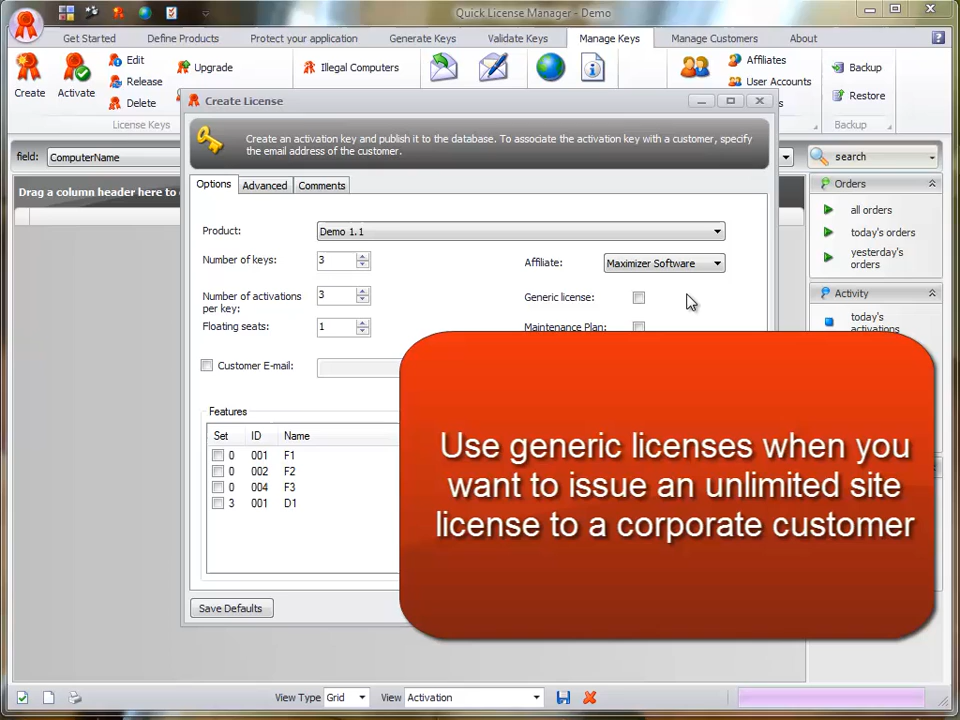 Quick License Manager - Demo
Get Started Define Products Protect your application Generate Keys Validate Keys Manage Keys Manage Customers About
Create Activate Edit Release Delete Upgrade Illegal Computers Affiliates User Accounts Backup Restore
License Keys Backup
Create License
Create an activation key and publish it to the database. To associate the activation key with a customer, specify
the email address of the customer.
field: ComputerName search
Options Advanced Comments
Drag a column header here to
Orders
all orders
today's orders
yesterday's
orders
Activity
today's
activations
Product: Demo 1.1
Number of keys: 3 Affiliate: Maximizer Software
Number of activations
per key: 3 Generic license:
Floating seats: 1 Maintenance Plan:
Customer E-mail:
Features
Set ID Name
0 001 F1
0 002 F2
0 004 F3
3 001 D1
Use generic licenses when you
want to issue an unlimited site
license to a corporate customer
Save Defaults
View Type Grid View Activation